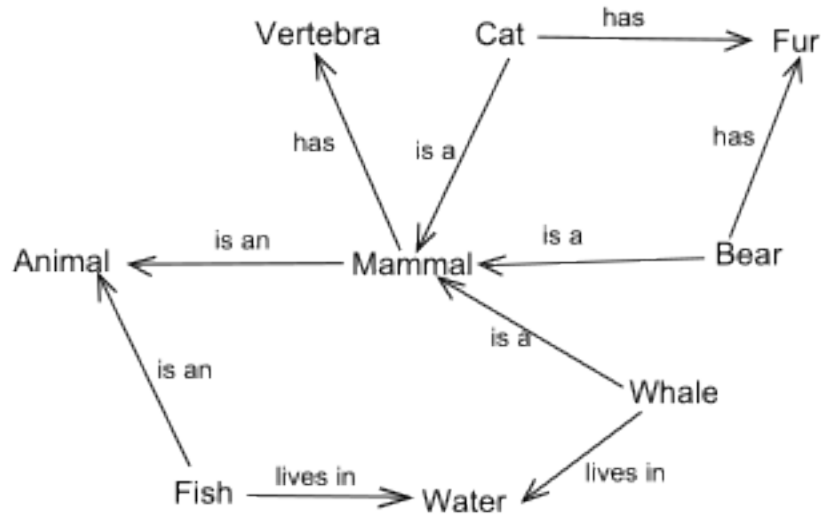 Vertebra
Cat
has
Fur
has
is a
has
Animal
is an
Mammal
is a
Bear
is an
is a
Whale
Fish
lives in
Water
lives in